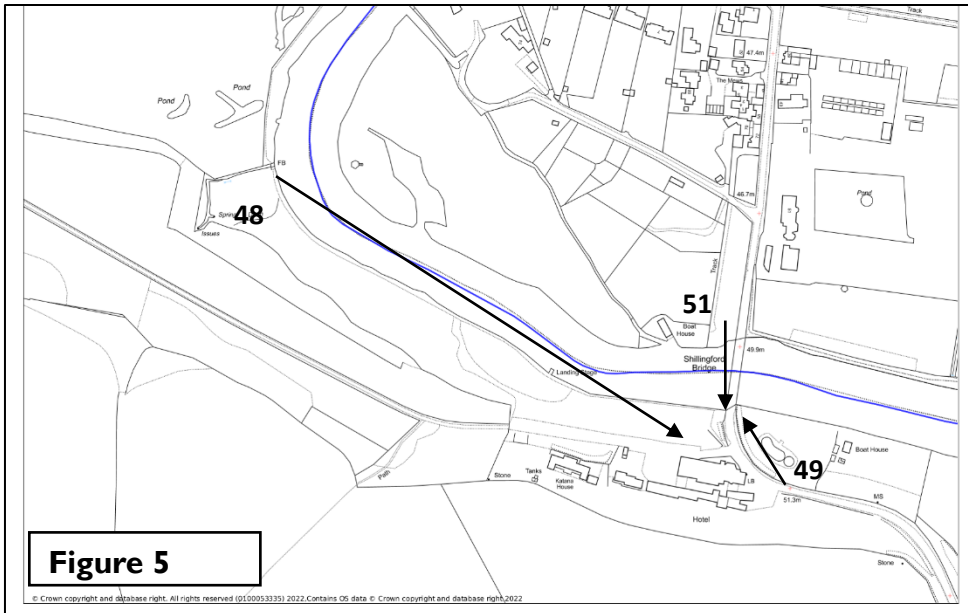 Track
47.4m
The Mews
Pond
Pond
FB
48
Spring
Issues
46.7m
Pond
Track
51
Boat
House
49.9m
Shillingford
Bridge
Landing Stage
49
Boat House
Path
Stone
Tanks
Katana
House
LB
MS
51.3m
Hotel
Stone
Figure 5
© Crown copyright and database right. All rights reserved (0100053335) 2022.Contains OS data © Crown copyright and database right 2022